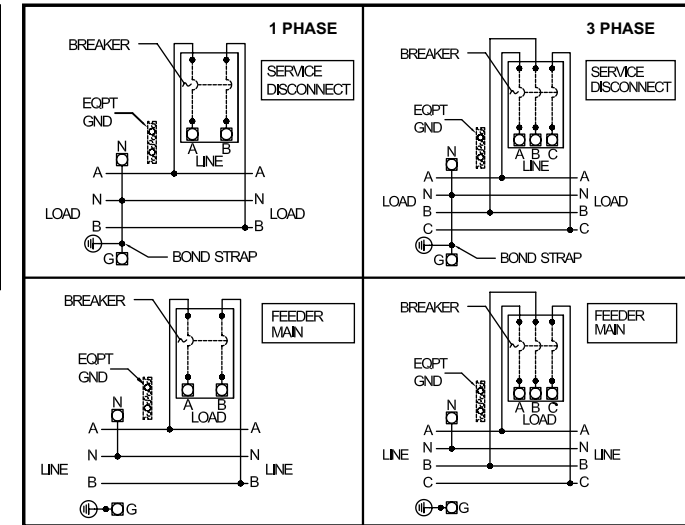 1 PHASE
BREAKER
SERVICE
DISCONNECT
EQPT
GND
N
A B
LINE
A A
N N
LOAD LOAD
B B
G BOND STRAP
3 PHASE
BREAKER
SERVICE
DISCONNECT
EQPT
GND
N
A B C
LINE
A A
N N
LOAD LOAD
B B
C C
G BOND STRAP
BREAKER
FEEDER
MAIN
EQPT
GND
N
A B
LOAD
A A
N N
LINE LINE
B B
G
BREAKER
FEEDER
MAIN
EQPT
GND
N
A B C
LOAD
A A
N N
LINE LINE
B B
C C
G